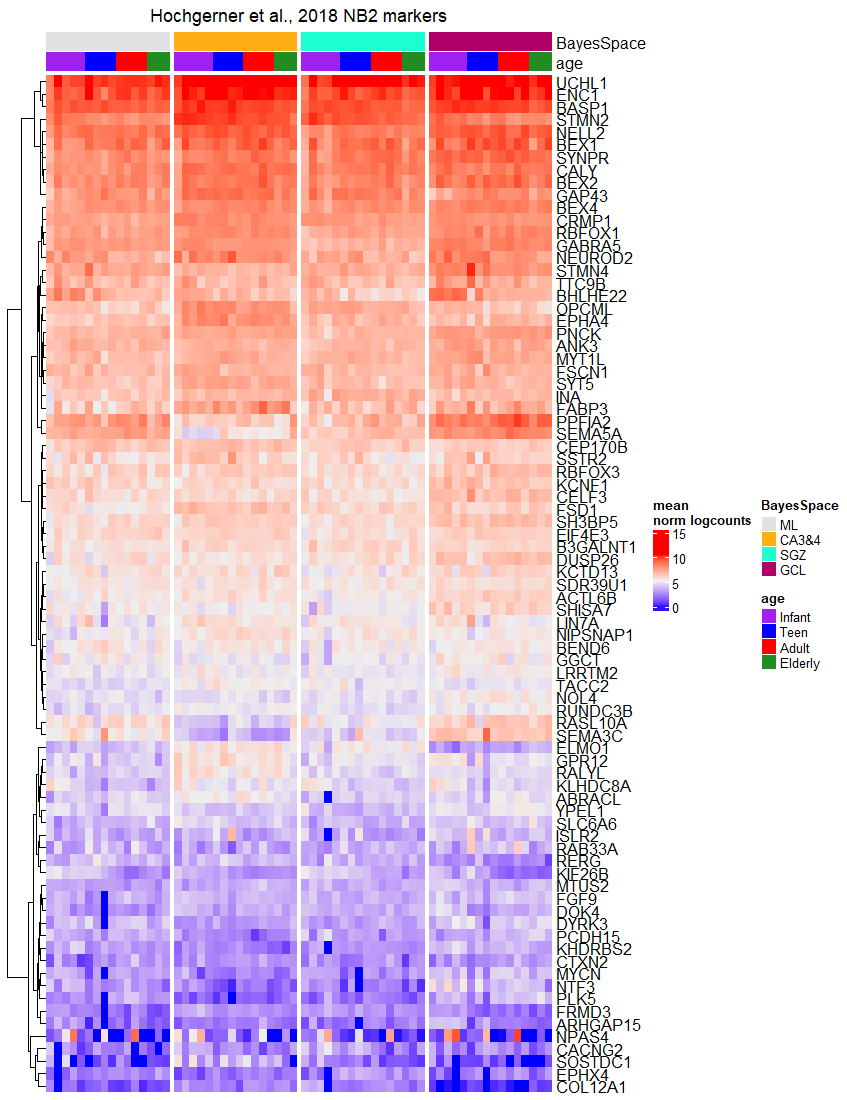 Hochgerner et al., 2018 NB2 markers
BayesSpace
age
UCHL1
ENC1
BASP1
STMN2
NELL2
BEX1
SYNPR
CALY
BEX2
GAP43
BEX4
CRMP1
RBFOX1
GABRA5
NEUROD2
STMN4
TTC9B
BHLHE22
OPCML
EPHA4
PNCK
ANK3
MYT1L
FSCN1
SYT5
INA
FABP3
PPFIA2
SEMA5A
CEP170B
SSTR2
RBFOX3
KCNF1
CELF3
FSD1
SH3BP5
EIF4E3
B3GALNT1
DUSP26
KCTD13
SDR39U1
ACTL6B
SHISA7
LIN7A
NIPSNAP1
BEND6
GGCT
LRRTM2
TACC2
NOL4
RUNDC3B
RASL10A
SEMA3C
ELMO1
GPR12
RALYL
KLHDC8A
ABRACL
YPEL1
SLC6A6
ISLR2
RAB33A
RERG
KIF26B
MTUS2
FGF9
DOK4
DYRK3
PCDH15
KHDRBS2
CTXN2
MYCN
NTF3
PLK5
FRMD3
ARHGAP15
NPAS4
CACNG2
SOSTDC1
EPHX4
COL12A1
mean
norm logcounts
15
10
5
0
BayesSpace
ML
CA3&4
SGZ
GCL
age
Infant
Teen
Adult
Elderly